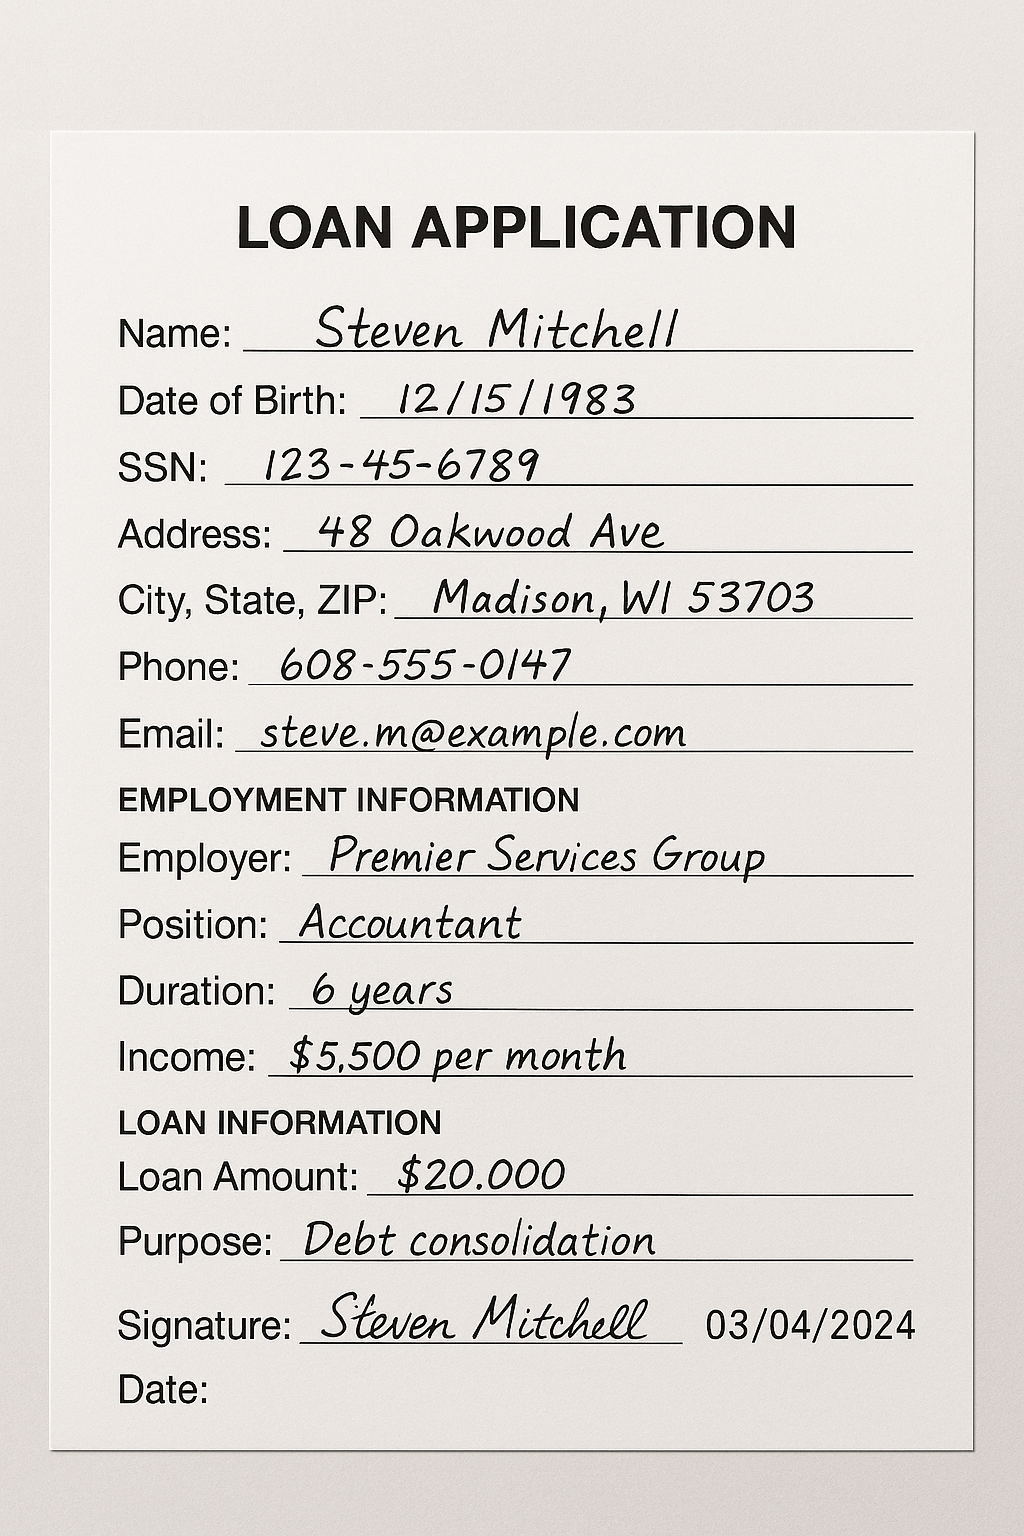 LOAN APPLICATION
Name: Steven Mitchell
Date of Birth: 12/15/1983
SSN: 123-45-6789
Address: 48 Oakwood Ave
City, State, ZIP: Madison, WI 53703
Phone: 608-555-0147
Email: steve.m@example.com
EMPLOYMENT INFORMATION
Employer: Premier Services Group
Position: Accountant
Duration: 6 years
Income: $5,500 per month
LOAN INFORMATION
Loan Amount: $20.000
Purpose: Debt consolidation
Signature: Steven Mitchell 03/04/2024
Date: